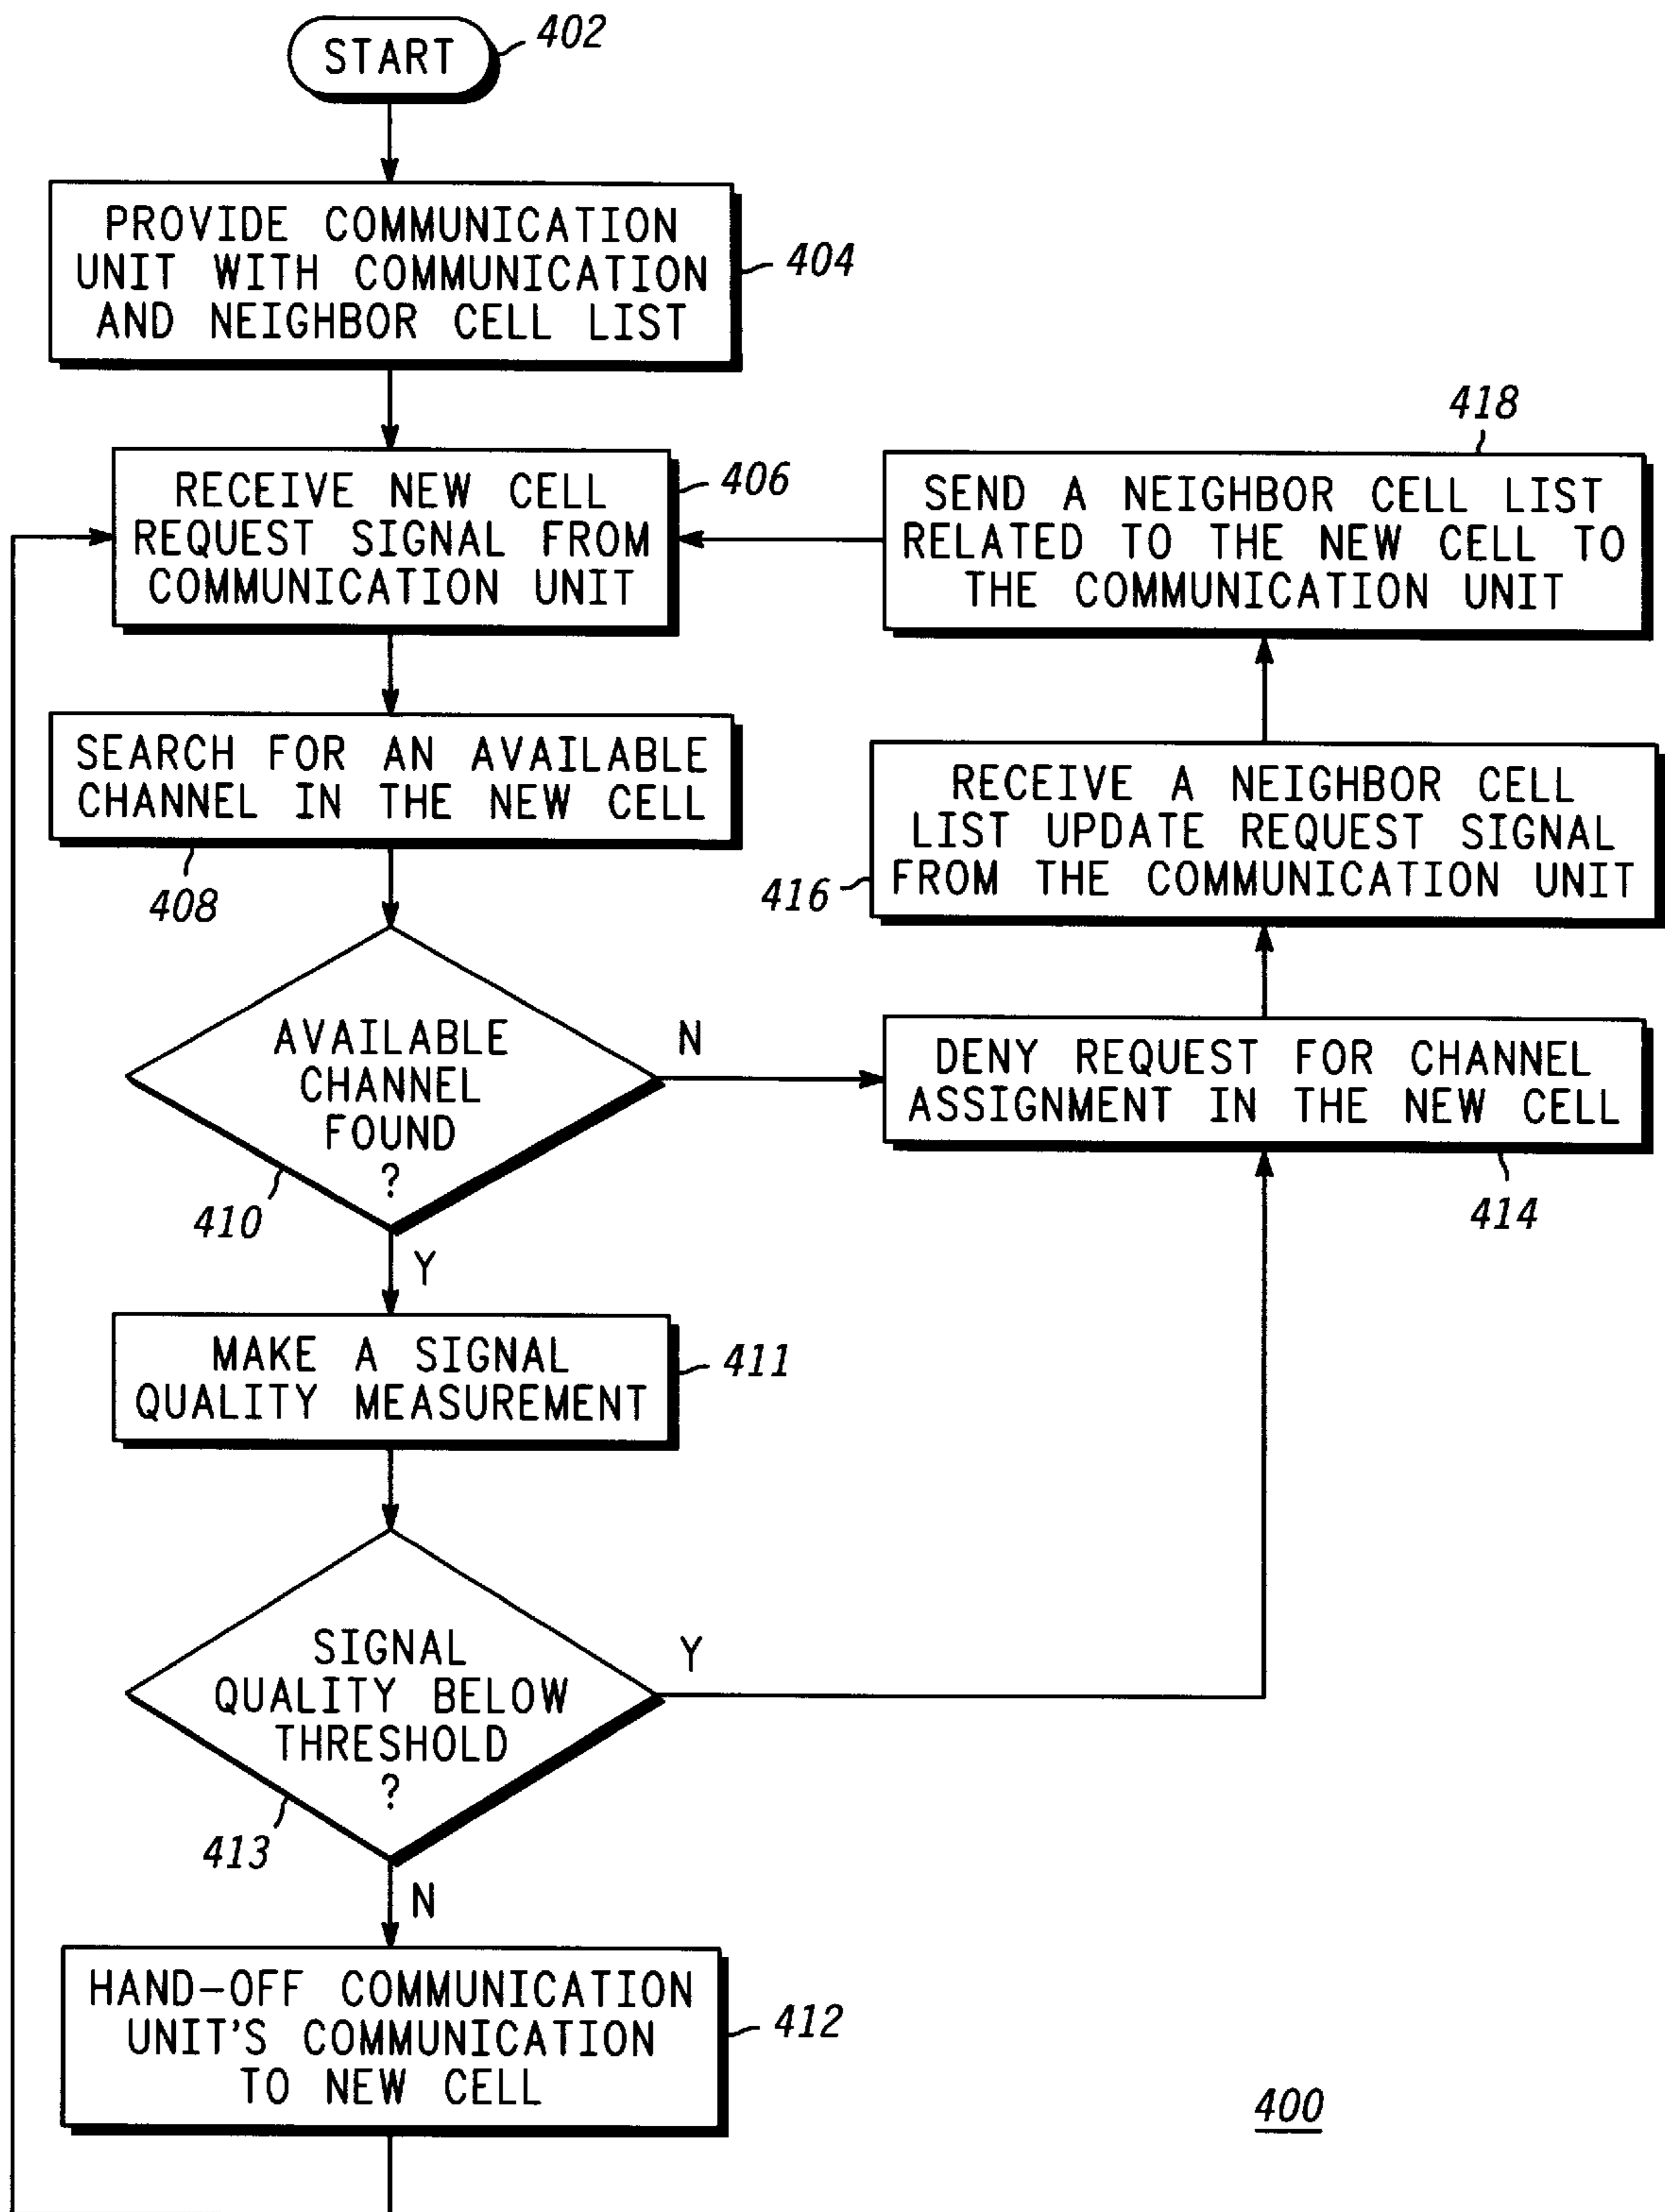 START
402
PROVIDE COMMUNICATION
UNIT WITH COMMUNICATION
AND NEIGHBOR CELL LIST
404
RECEIVE NEW CELL
REQUEST SIGNAL FROM
COMMUNICATION UNIT
406
SEARCH FOR AN AVAILABLE
CHANNEL IN THE NEW CELL
408
AVAILABLE
CHANNEL
FOUND
?
410
N
Y
MAKE A SIGNAL
QUALITY MEASUREMENT
411
SIGNAL
QUALITY BELOW
THRESHOLD
?
413
Y
N
HAND-OFF COMMUNICATION
UNIT'S COMMUNICATION
TO NEW CELL
412
418
SEND A NEIGHBOR CELL LIST
RELATED TO THE NEW CELL TO
THE COMMUNICATION UNIT
RECEIVE A NEIGHBOR CELL
LIST UPDATE REQUEST SIGNAL
FROM THE COMMUNICATION UNIT
416
DENY REQUEST FOR CHANNEL
ASSIGNMENT IN THE NEW CELL
414
400